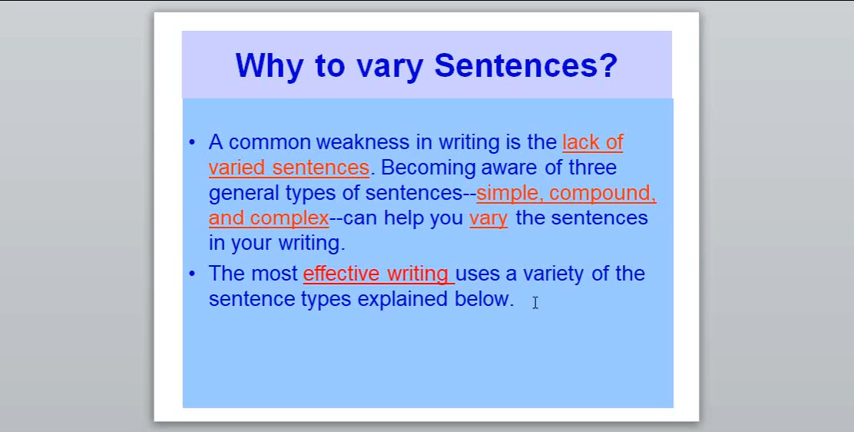 Why to vary Sentences?
• A common weakness in writing is the lack of
varied sentences. Becoming aware of three
general types of sentences--simple, compound,
and complex--can help you vary the sentences
in your writing.
• The most effective writing uses a variety of the
sentence types explained below.